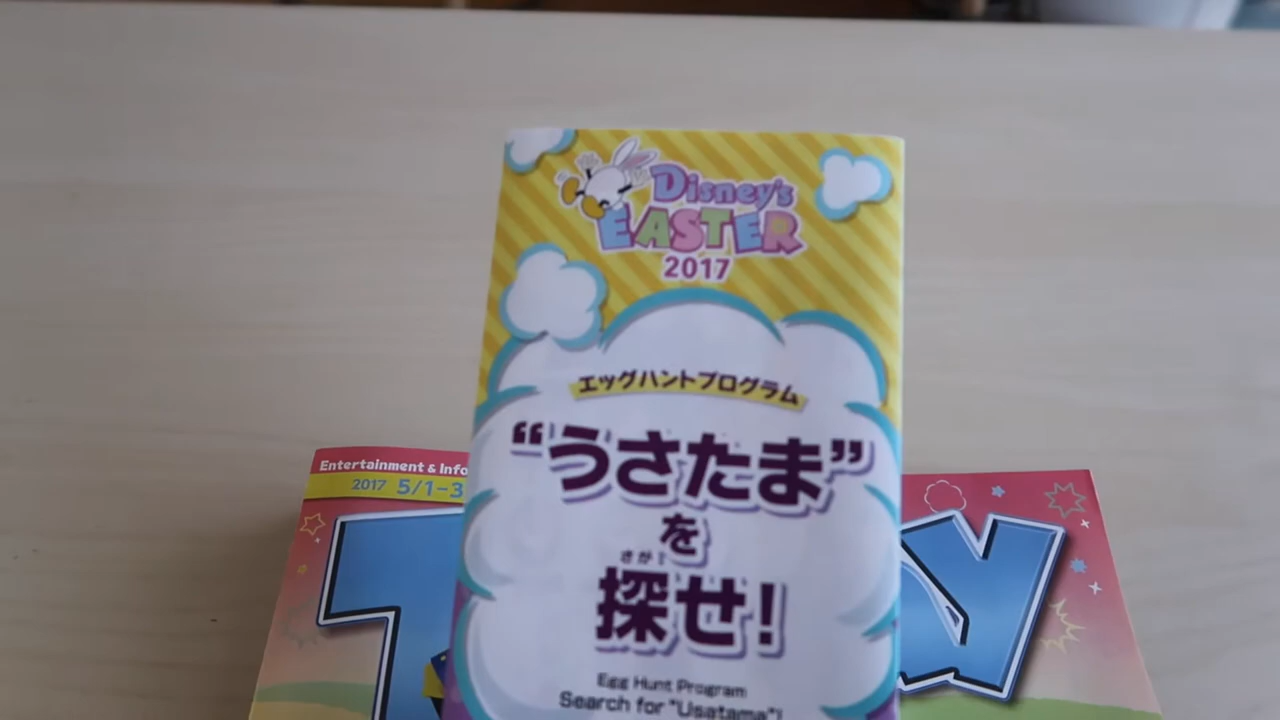 Disney's
EASTER
2017
エッグハントプログラム
“うさたま”
を
さが
探せ！
Egg Hunt Program
Search for "Usatama"!
Entertainment & Info
2017 5/1-3
T
Y